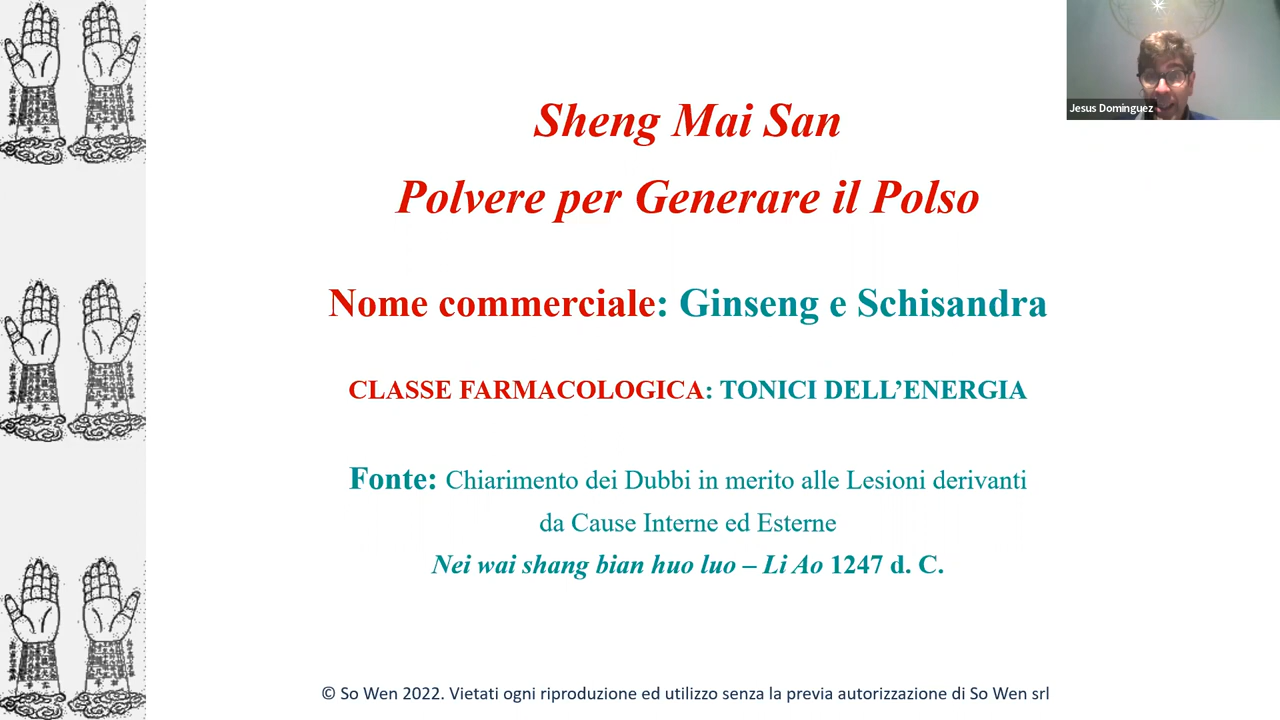 Jesus Dominguez
Sheng Mai San
Polvere per Generare il Polso
Nome commerciale: Ginseng e Schisandra
CLASSE FARMACOLOGICA: TONICI DELL’ENERGIA
Fonte: Chiarimento dei Dubbi in merito alle Lesioni derivanti
da Cause Interne ed Esterne
Nei wai shang bian huo luo – Li Ao 1247 d. C.
© So Wen 2022. Vietati ogni riproduzione ed utilizzo senza la previa autorizzazione di So Wen srl